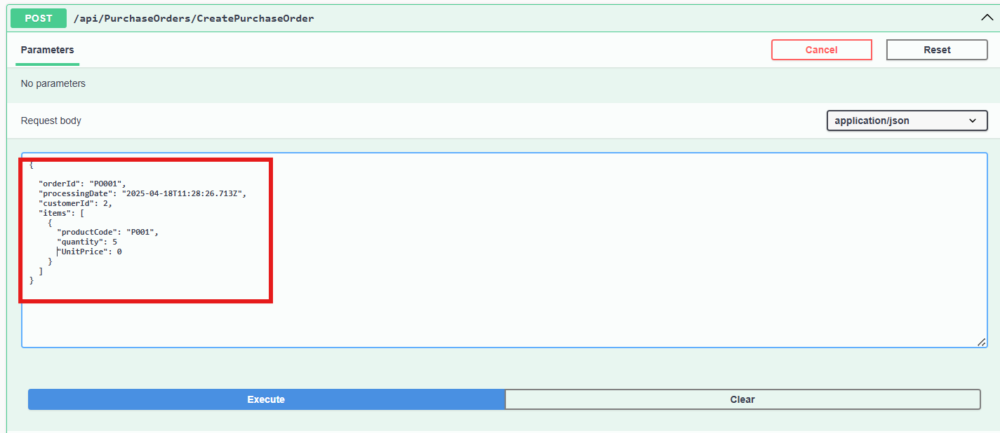 POST /api/PurchaseOrders/CreatePurchaseOrder
Parameters
Cancel
Reset
No parameters
Request body
application/json
{
"orderId": "PO001",
"processingDate": "2025-04-18T11:28:26.713Z",
"customerId": 2,
"items": [
{
"productCode": "P001",
"quantity": 5
"UnitPrice": 0
}
]
}
Execute
Clear